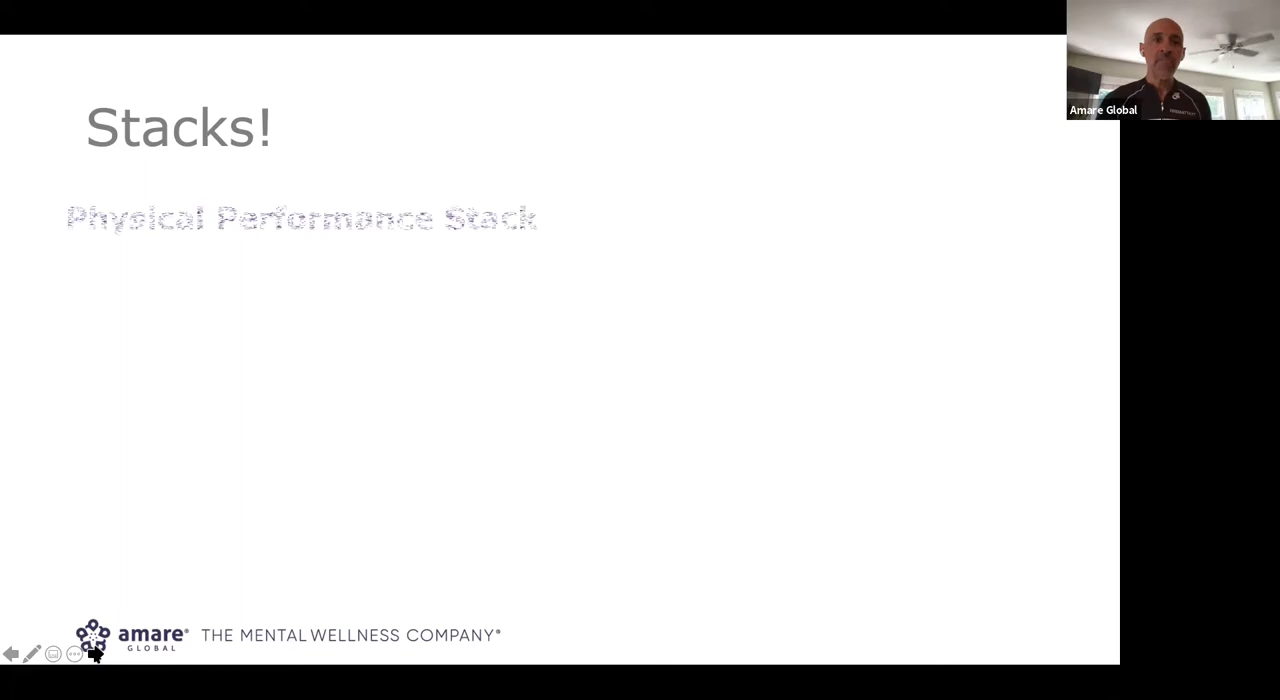 Stacks!
Physical Performance Stack
Amare Global
amare®
GLOBAL
THE MENTAL WELLNESS COMPANY®